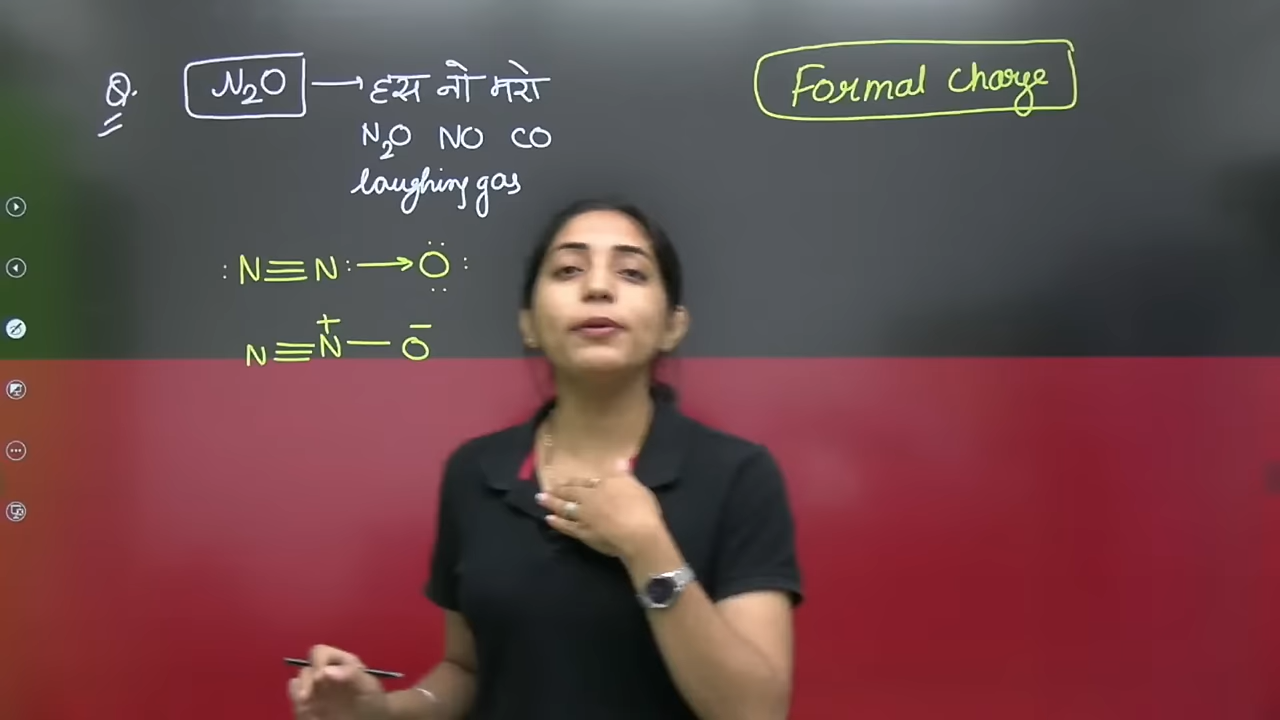 Q. N₂O → हस नो मरो
N₂O NO CO
laughing gas
Formal charge
:N≡N:→Ö:
N≡N⁺—O⁻